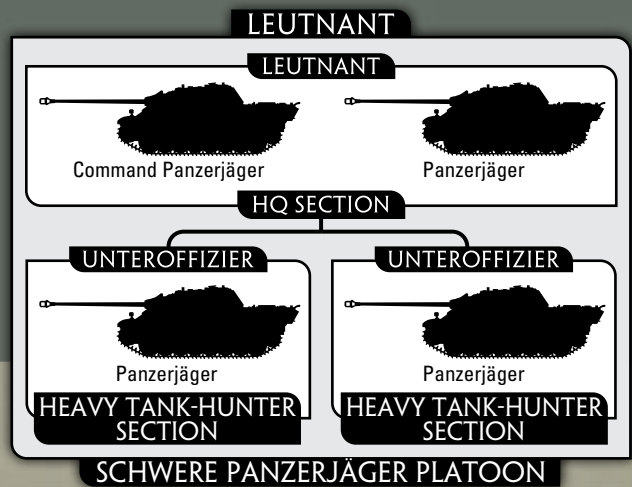 LEUTNANT
LEUTNANT
Command Panzerjäger
Panzerjäger
HQ SECTION
UNTEROFFIZIER
UNTEROFFIZIER
Panzerjäger
Panzerjäger
HEAVY TANK-HUNTER
SECTION
HEAVY TANK-HUNTER
SECTION
SCHWERE PANZERJÄGER PLATOON